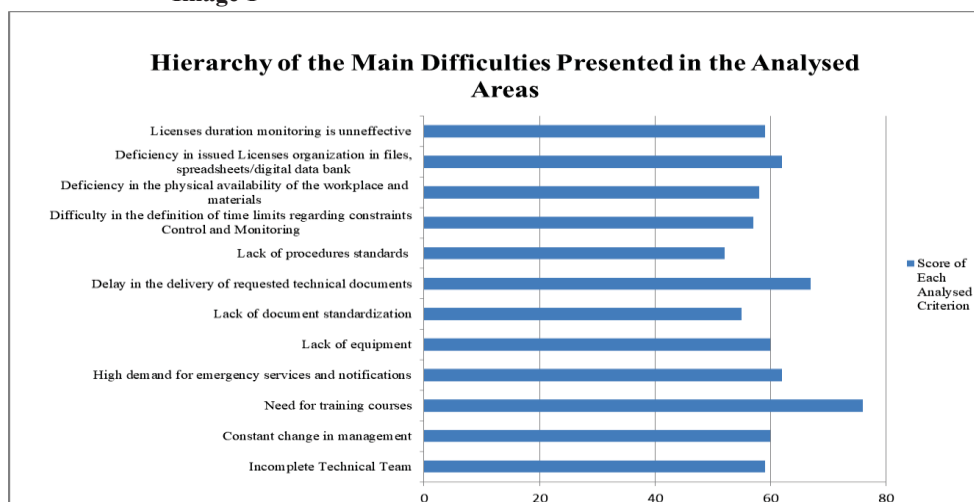 Hierarchy of the Main Difficulties Presented in the Analysed
Areas
Licenses duration monitoring is unneffective
Deficiency in issued Licenses organization in files,
spreadsheets/digital data bank
Deficiency in the physical availability of the workplace and
materials
Difficulty in the definition of time limits regarding constraints
Control and Monitoring
Lack of procedures standards
Delay in the delivery of requested technical documents
Lack of document standardization
Lack of equipment
High demand for emergency services and notifications
Need for training courses
Constant change in management
Incomplete Technical Team
0 20 40 60 80
Score of
Each
Analysed
Criterion